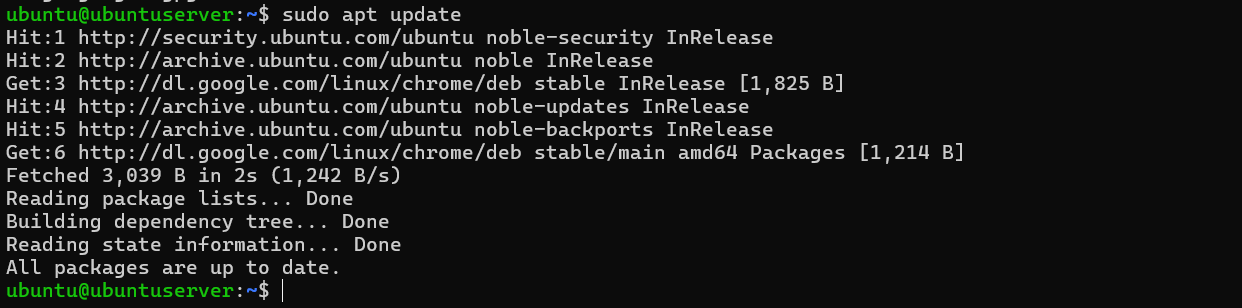 ubuntu@ubuntuserver:~$ sudo apt update
Hit:1 http://security.ubuntu.com/ubuntu noble-security InRelease
Hit:2 http://archive.ubuntu.com/ubuntu noble InRelease
Get:3 http://dl.google.com/linux/chrome/deb stable InRelease [1,825 B]
Hit:4 http://archive.ubuntu.com/ubuntu noble-updates InRelease
Hit:5 http://archive.ubuntu.com/ubuntu noble-backports InRelease
Get:6 http://dl.google.com/linux/chrome/deb stable/main amd64 Packages [1,214 B]
Fetched 3,039 B in 2s (1,242 B/s)
Reading package lists... Done
Building dependency tree... Done
Reading state information... Done
All packages are up to date.
ubuntu@ubuntuserver:~$